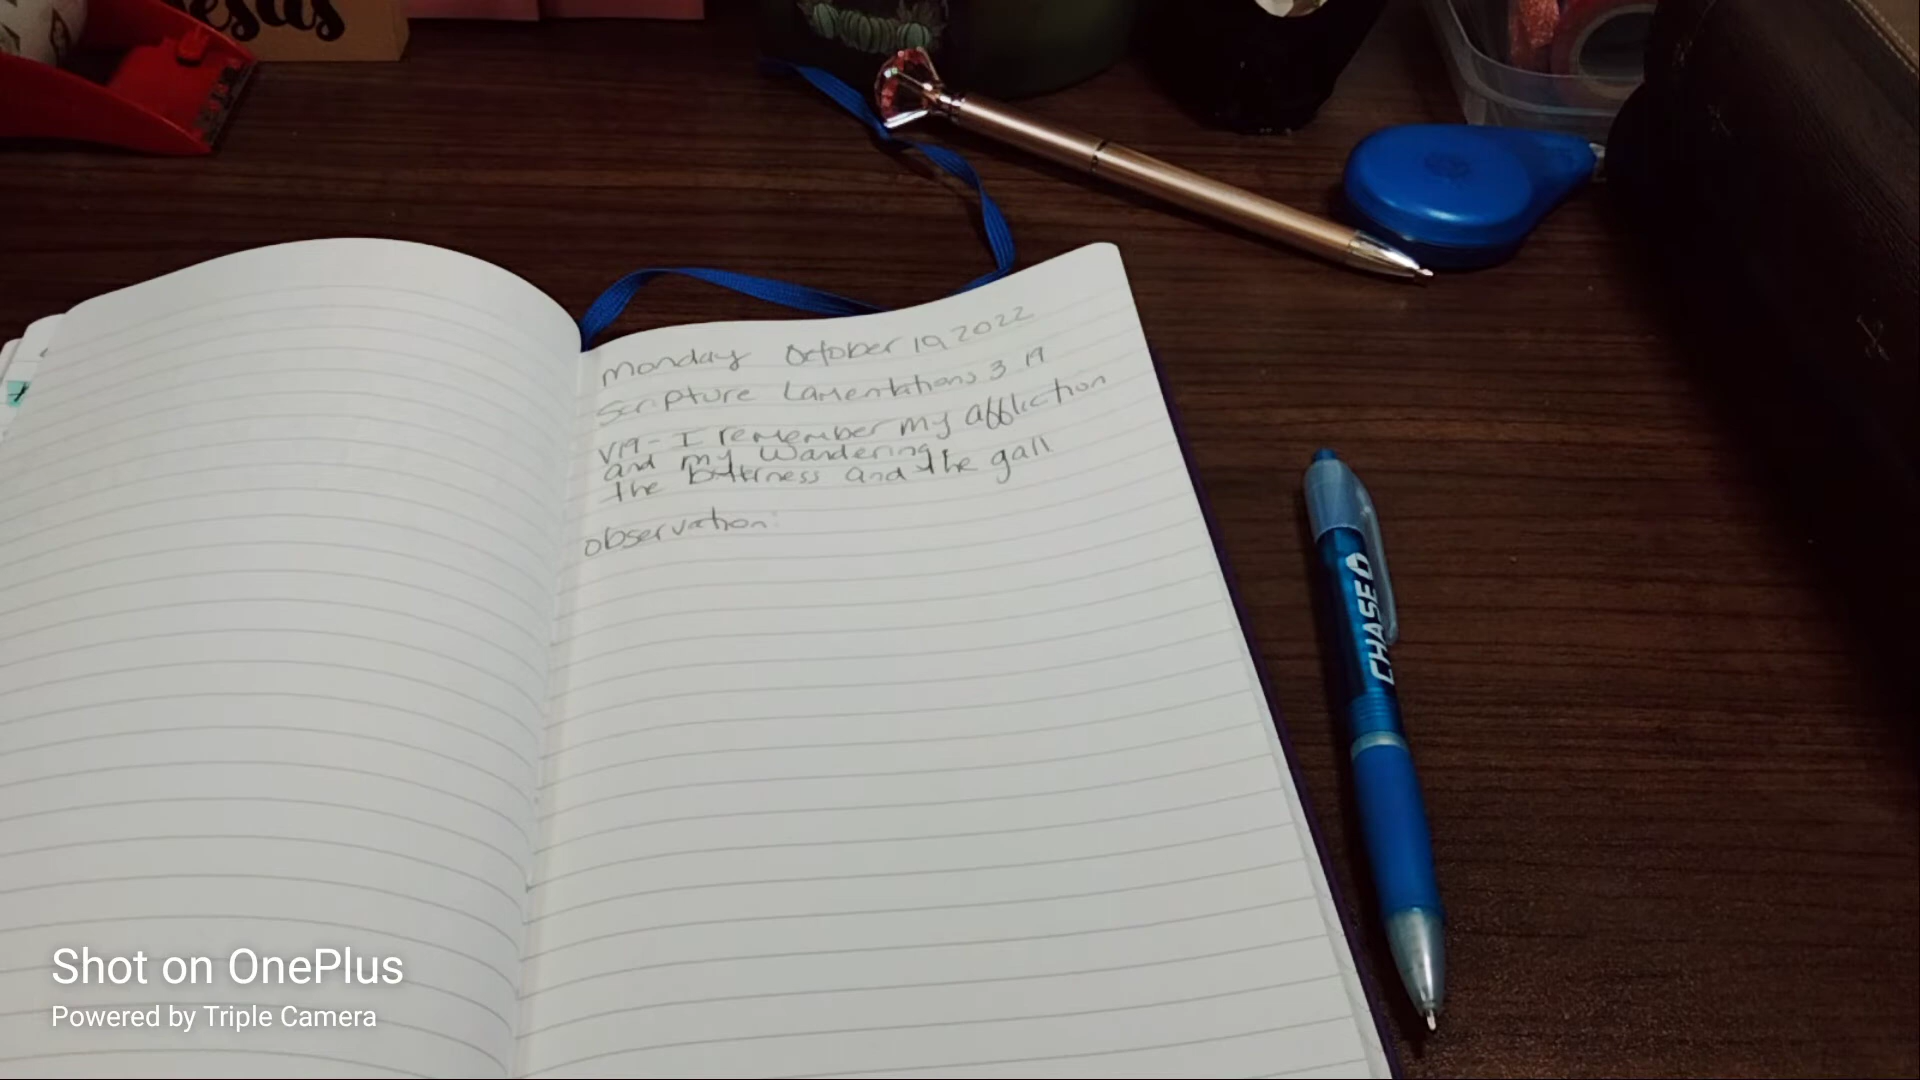 esus
Monday October 19 2022
Scripture Lamentations 3 19
V19 - I remember my affliction
and my wandering,
the bitterness and the gall
observation:
CHASE
Shot on OnePlus
Powered by Triple Camera